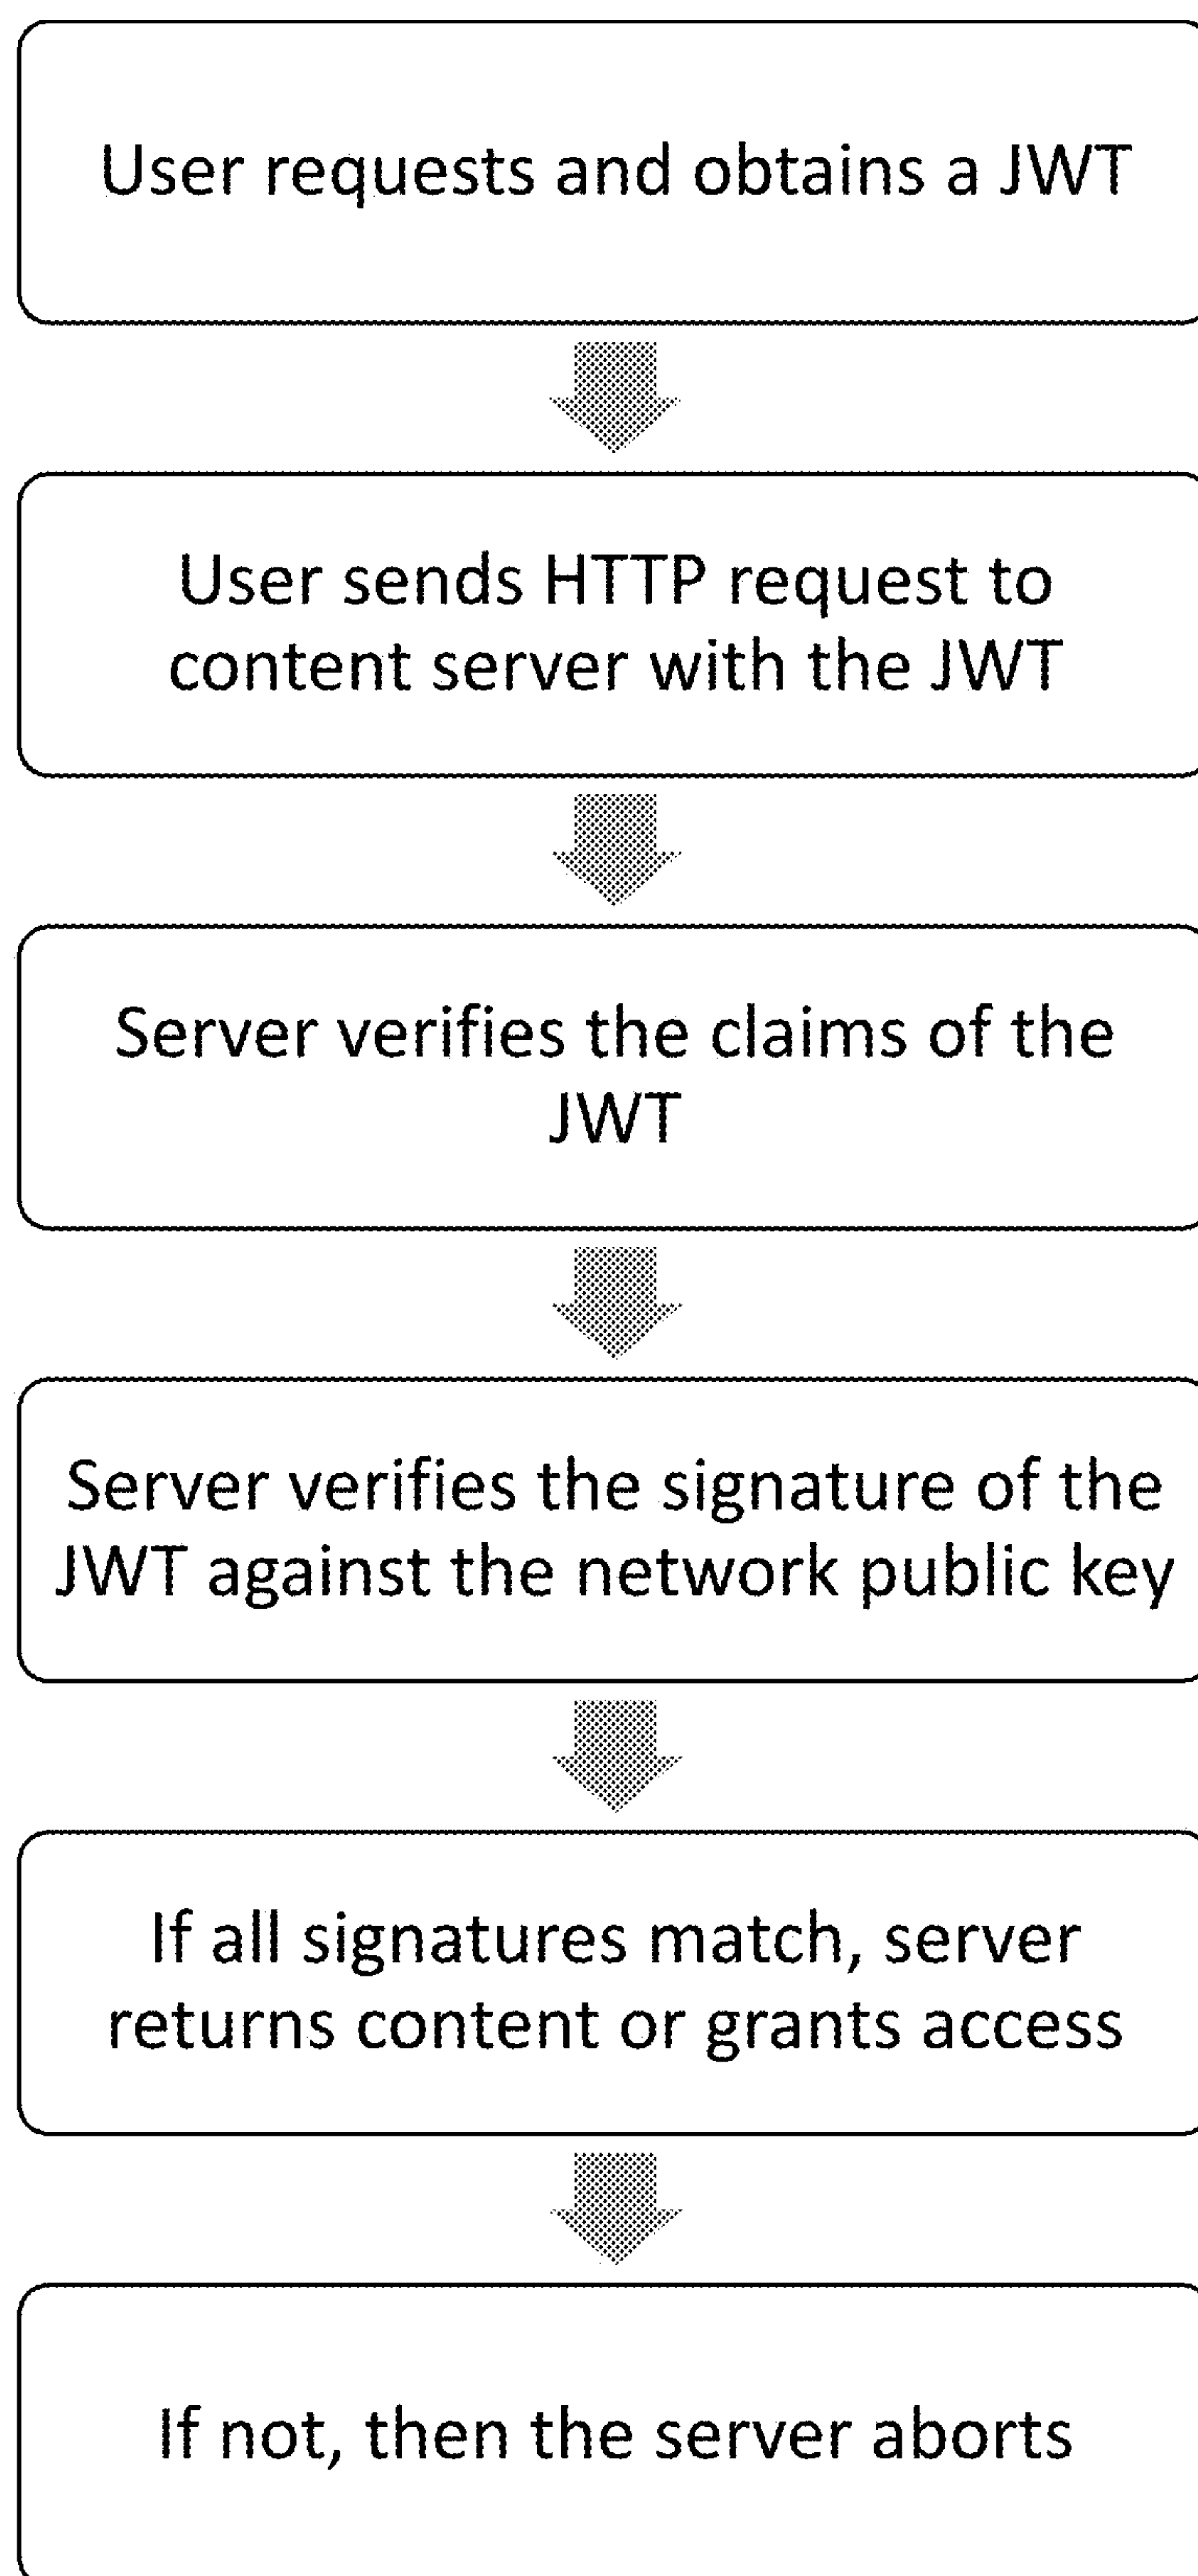 User requests and obtains a JWT
User sends HTTP request to
content server with the JWT
Server verifies the claims of the
JWT
Server verifies the signature of the
JWT against the network public key
If all signatures match, server
returns content or grants access
If not, then the server aborts